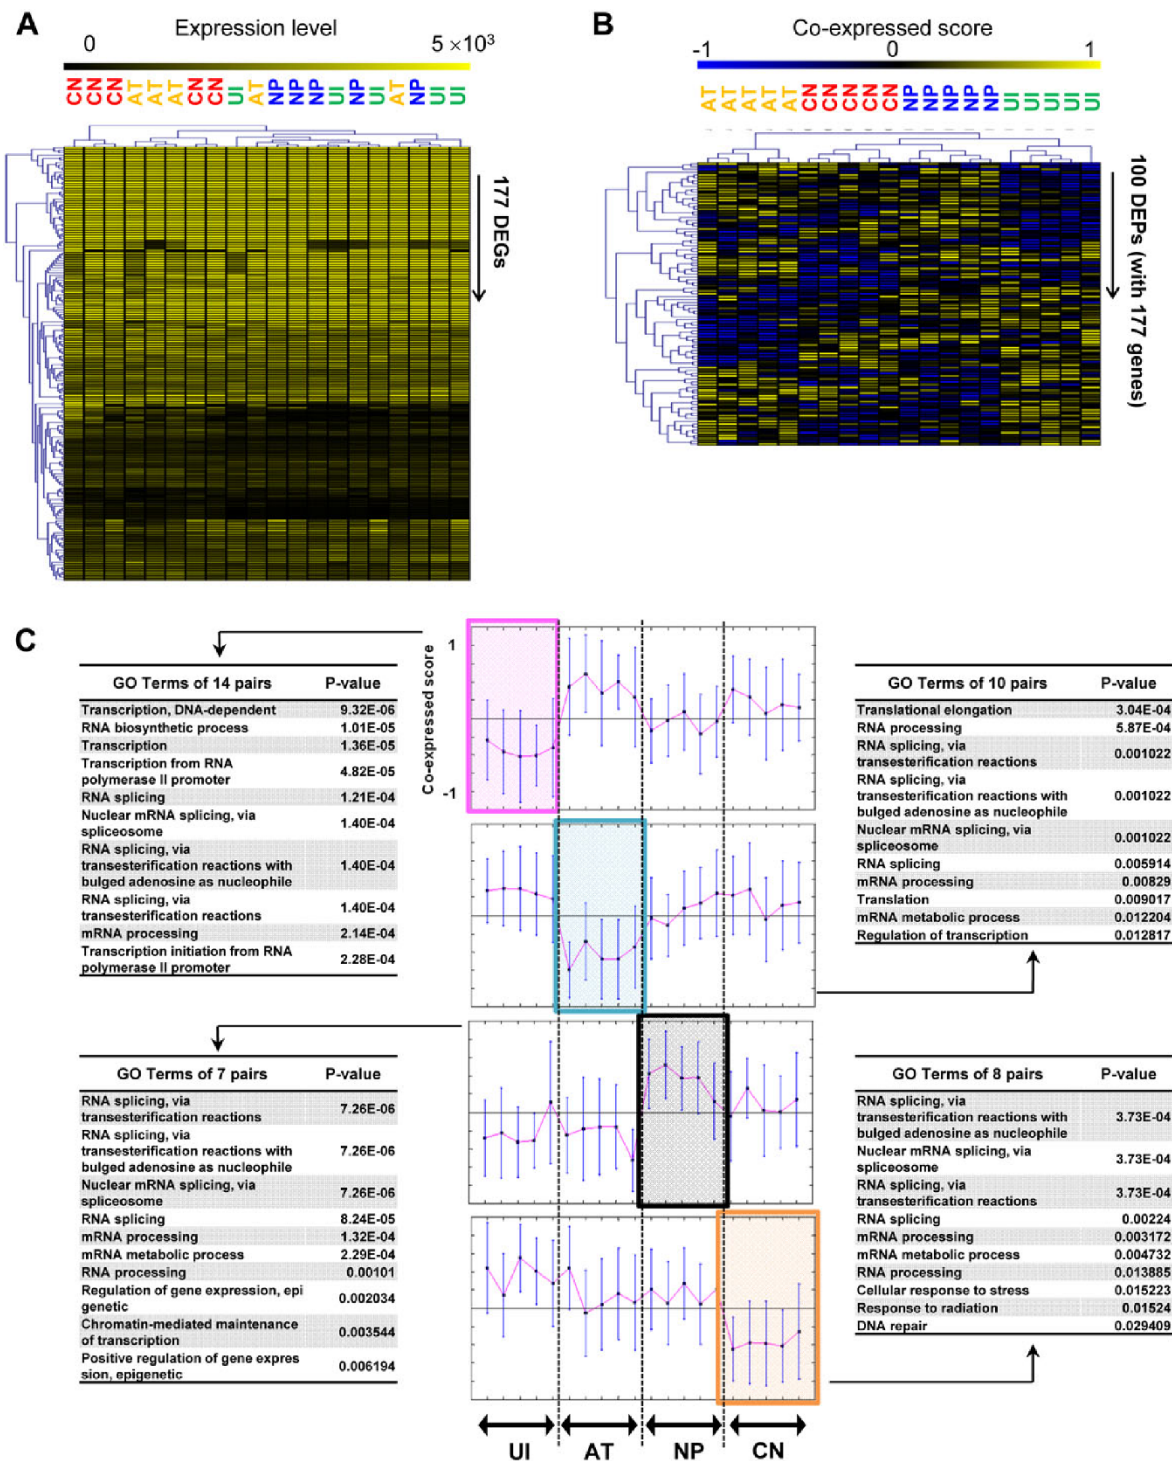 A
Expression level
0
5 ×10³
CN CN CN AT AT AT CN CN UI AT NP NP NP UI NP UI AT NP UI UI
177 DEGs
B
Co-expressed score
-1
0
1
AT AT AT AT AT CN CN CN CN CN NP NP NP NP NP UI UI UI UI UI
100 DEPs (with 177 genes)
C
GO Terms of 14 pairs P-value
Transcription, DNA-dependent 9.32E-06
RNA biosynthetic process 1.01E-05
Transcription 1.36E-05
Transcription from RNA
polymerase II promoter 4.82E-05
RNA splicing 1.21E-04
Nuclear mRNA splicing, via
spliceosome 1.40E-04
RNA splicing, via
transesterification reactions with 1.40E-04
bulged adenosine as nucleophile
RNA splicing, via
transesterification reactions 1.40E-04
mRNA processing 2.14E-04
Transcription initiation from RNA
polymerase II promoter 2.28E-04
Co-expressed score
1
-1
GO Terms of 10 pairs P-value
Translational elongation 3.04E-04
RNA processing 5.87E-04
RNA splicing, via
transesterification reactions 0.001022
RNA splicing, via
transesterification reactions with 0.001022
bulged adenosine as nucleophile
Nuclear mRNA splicing, via
spliceosome 0.001022
RNA splicing 0.005914
mRNA processing 0.00829
Translation 0.009017
mRNA metabolic process 0.012204
Regulation of transcription 0.012817
GO Terms of 7 pairs P-value
RNA splicing, via
transesterification reactions 7.26E-06
RNA splicing, via
transesterification reactions with 7.26E-06
bulged adenosine as nucleophile
Nuclear mRNA splicing, via
spliceosome 7.26E-06
RNA splicing 8.24E-05
mRNA processing 1.32E-04
mRNA metabolic process 2.29E-04
RNA processing 0.00101
Regulation of gene expression, epi
genetic 0.002034
Chromatin-mediated maintenance
of transcription 0.003544
Positive regulation of gene expres
sion, epigenetic 0.006194
GO Terms of 8 pairs P-value
RNA splicing, via
transesterification reactions with 3.73E-04
bulged adenosine as nucleophile
Nuclear mRNA splicing, via
spliceosome 3.73E-04
RNA splicing, via
transesterification reactions 3.73E-04
RNA splicing 0.00224
mRNA processing 0.003172
mRNA metabolic process 0.004732
RNA processing 0.013885
Cellular response to stress 0.015223
Response to radiation 0.01524
DNA repair 0.029409
UI AT NP CN